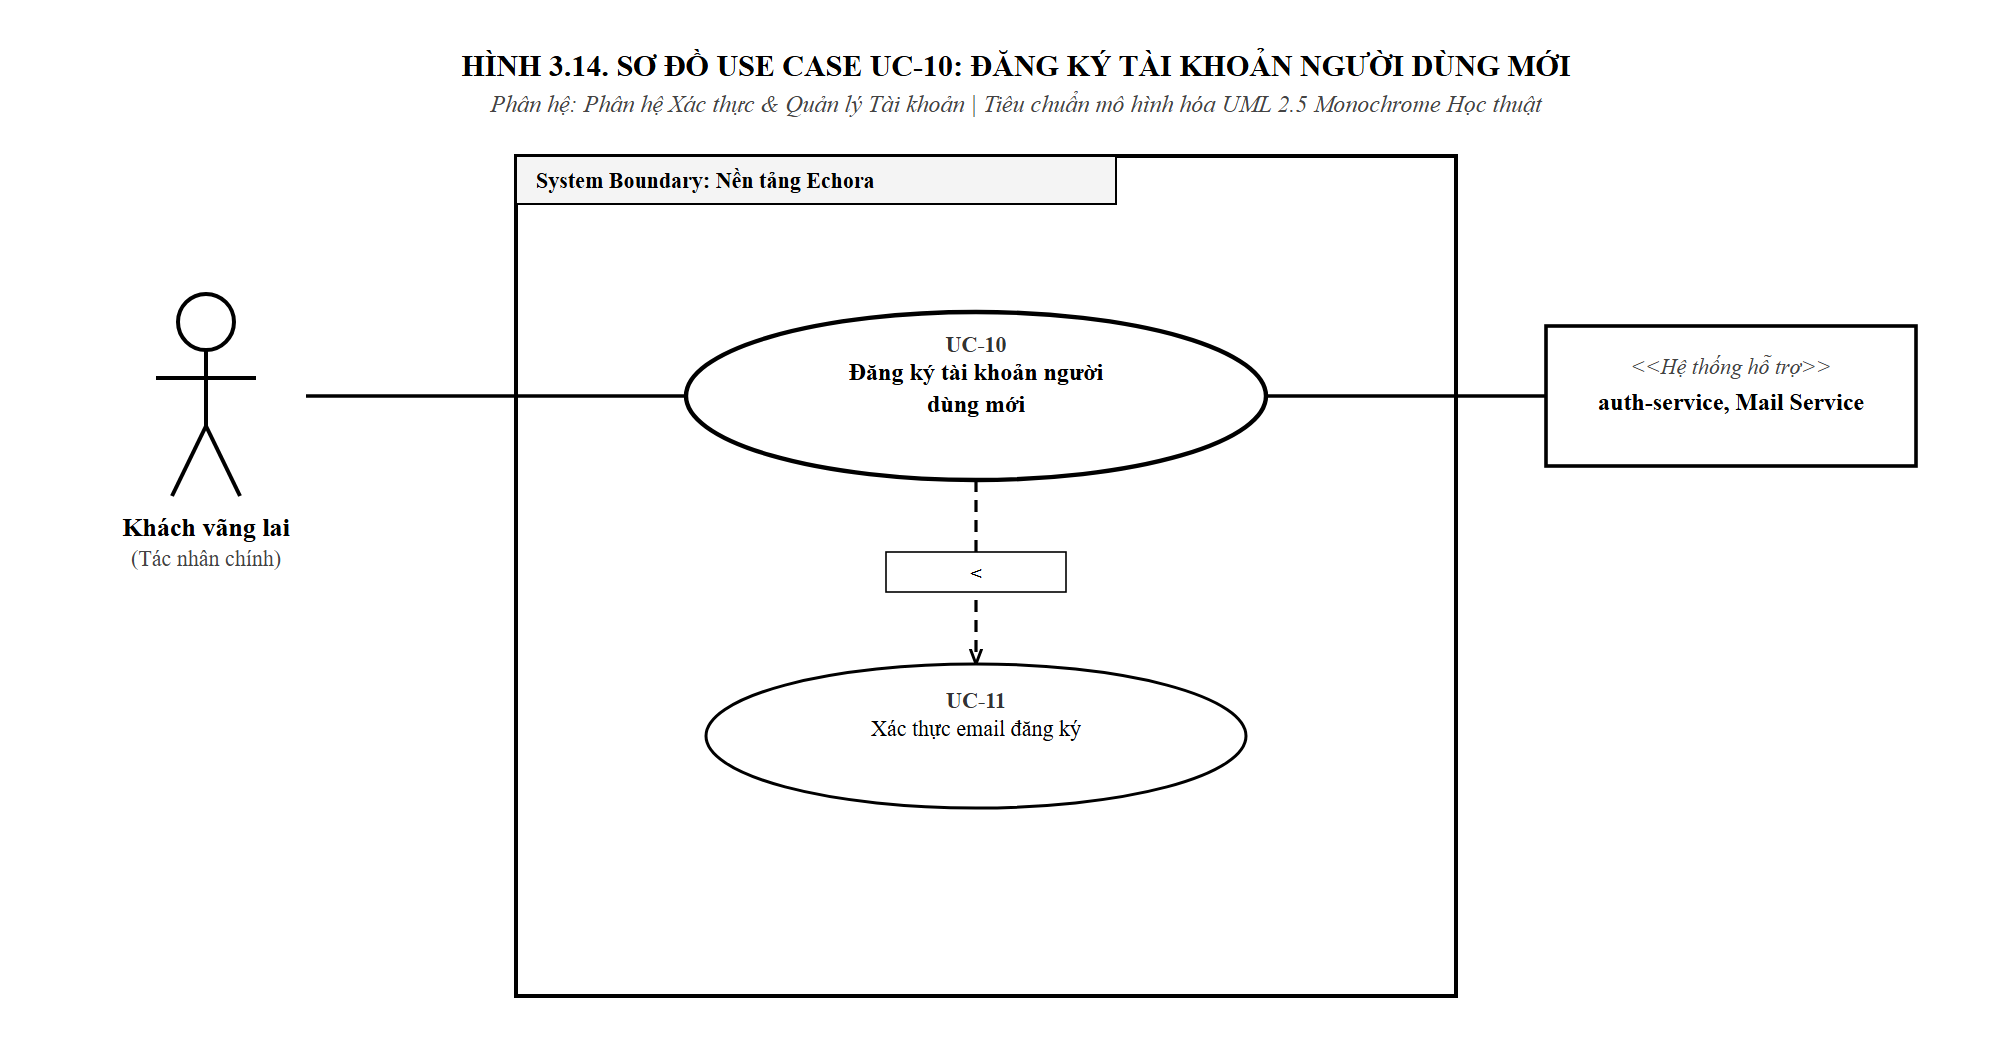 HÌNH 3.14. SƠ ĐỒ USE CASE UC-10: ĐĂNG KÝ TÀI KHOẢN NGƯỜI DÙNG MỚI
Phân hệ: Phân hệ Xác thực & Quản lý Tài khoản | Tiêu chuẩn mô hình hóa UML 2.5 Monochrome Học thuật
System Boundary: Nền tảng Echora
UC-10
Đăng ký tài khoản người
dùng mới
<<Hệ thống hỗ trợ>>
auth-service, Mail Service
Khách vãng lai
(Tác nhân chính)
<
UC-11
Xác thực email đăng ký